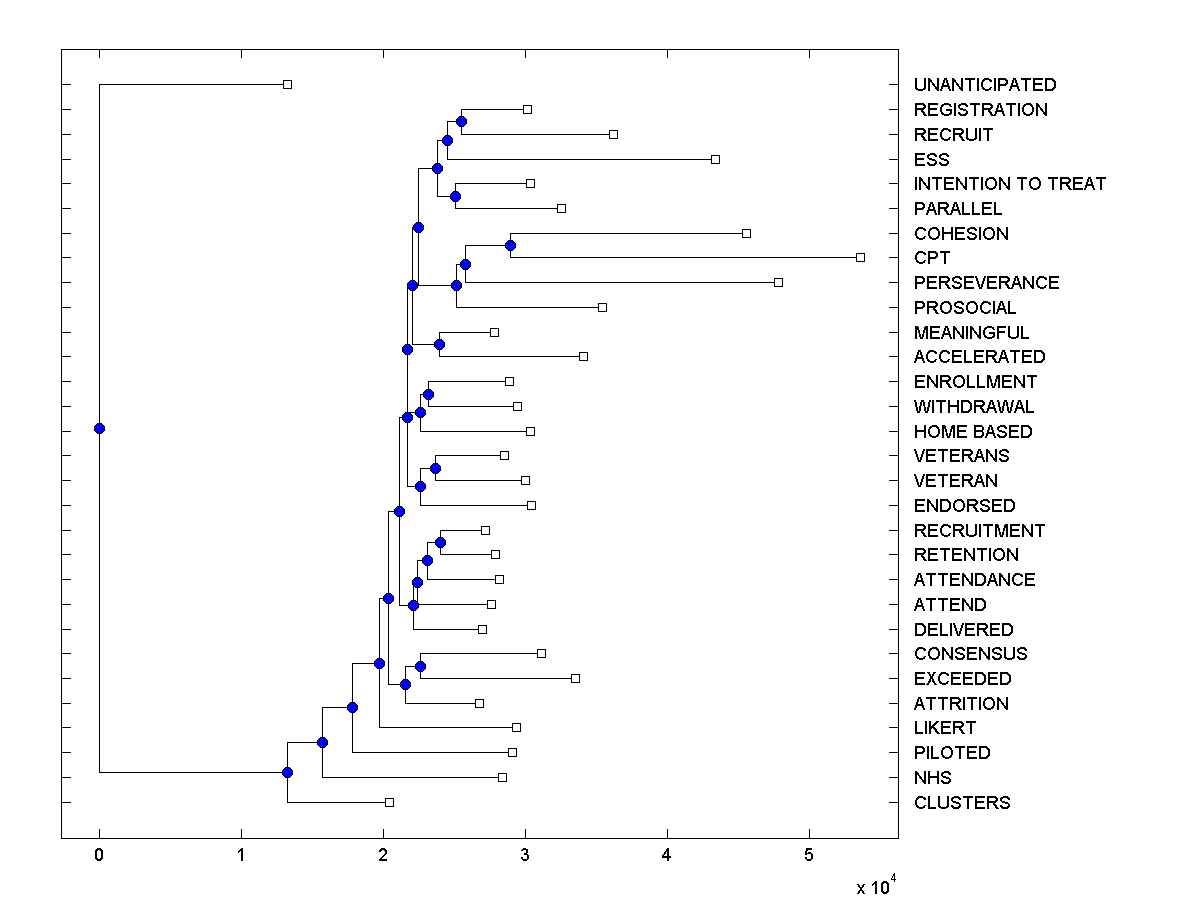 UNANTICIPATED
REGISTRATION
RECRUIT
ESS
INTENTION TO TREAT
PARALLEL
COHESION
CPT
PERSEVERANCE
PROSOCIAL
MEANINGFUL
ACCELERATED
ENROLLMENT
WITHDRAWAL
HOME BASED
VETERANS
VETERAN
ENDORSED
RECRUITMENT
RETENTION
ATTENDANCE
ATTEND
DELIVERED
CONSENSUS
EXCEEDED
ATTRITION
LIKERT
PILOTED
NHS
CLUSTERS
0 1 2 3 4 5
x 10^4